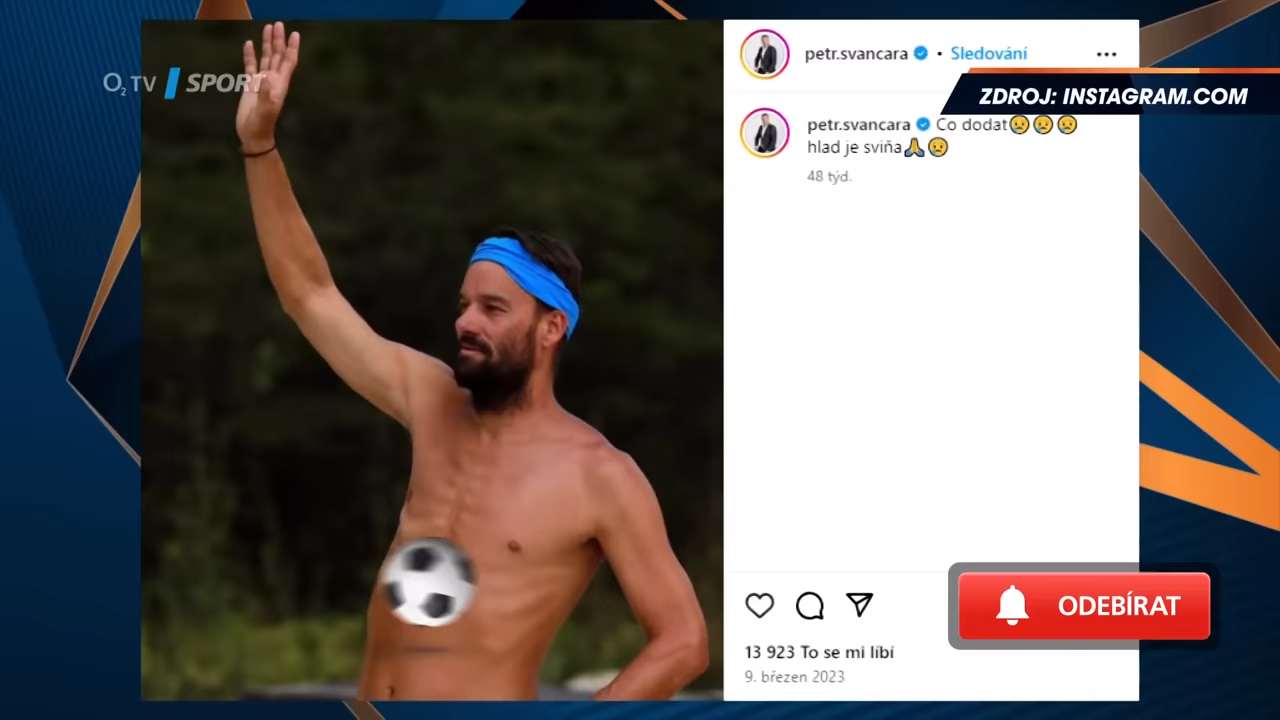 O2 TV SPORT
petr.svancara • Sledování
ZDROJ: INSTAGRAM.COM
petr.svancara Co dodat😢😢😢
hlad je sviňa🙏😢
48 týd.
ODEBÍRAT
13 923 To se mi líbí
9. březen 2023